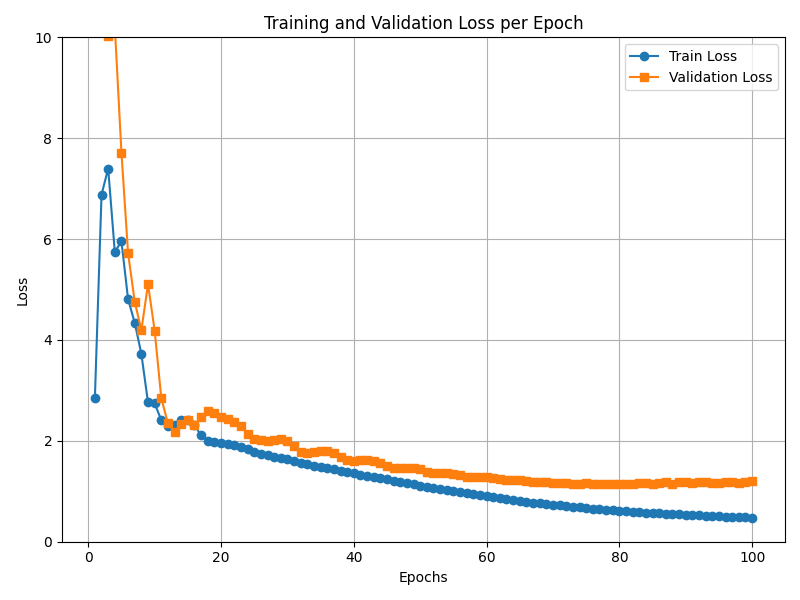 Training and Validation Loss per Epoch
Train Loss
Validation Loss
10
8
6
4
2
0
Loss
0 20 40 60 80 100
Epochs